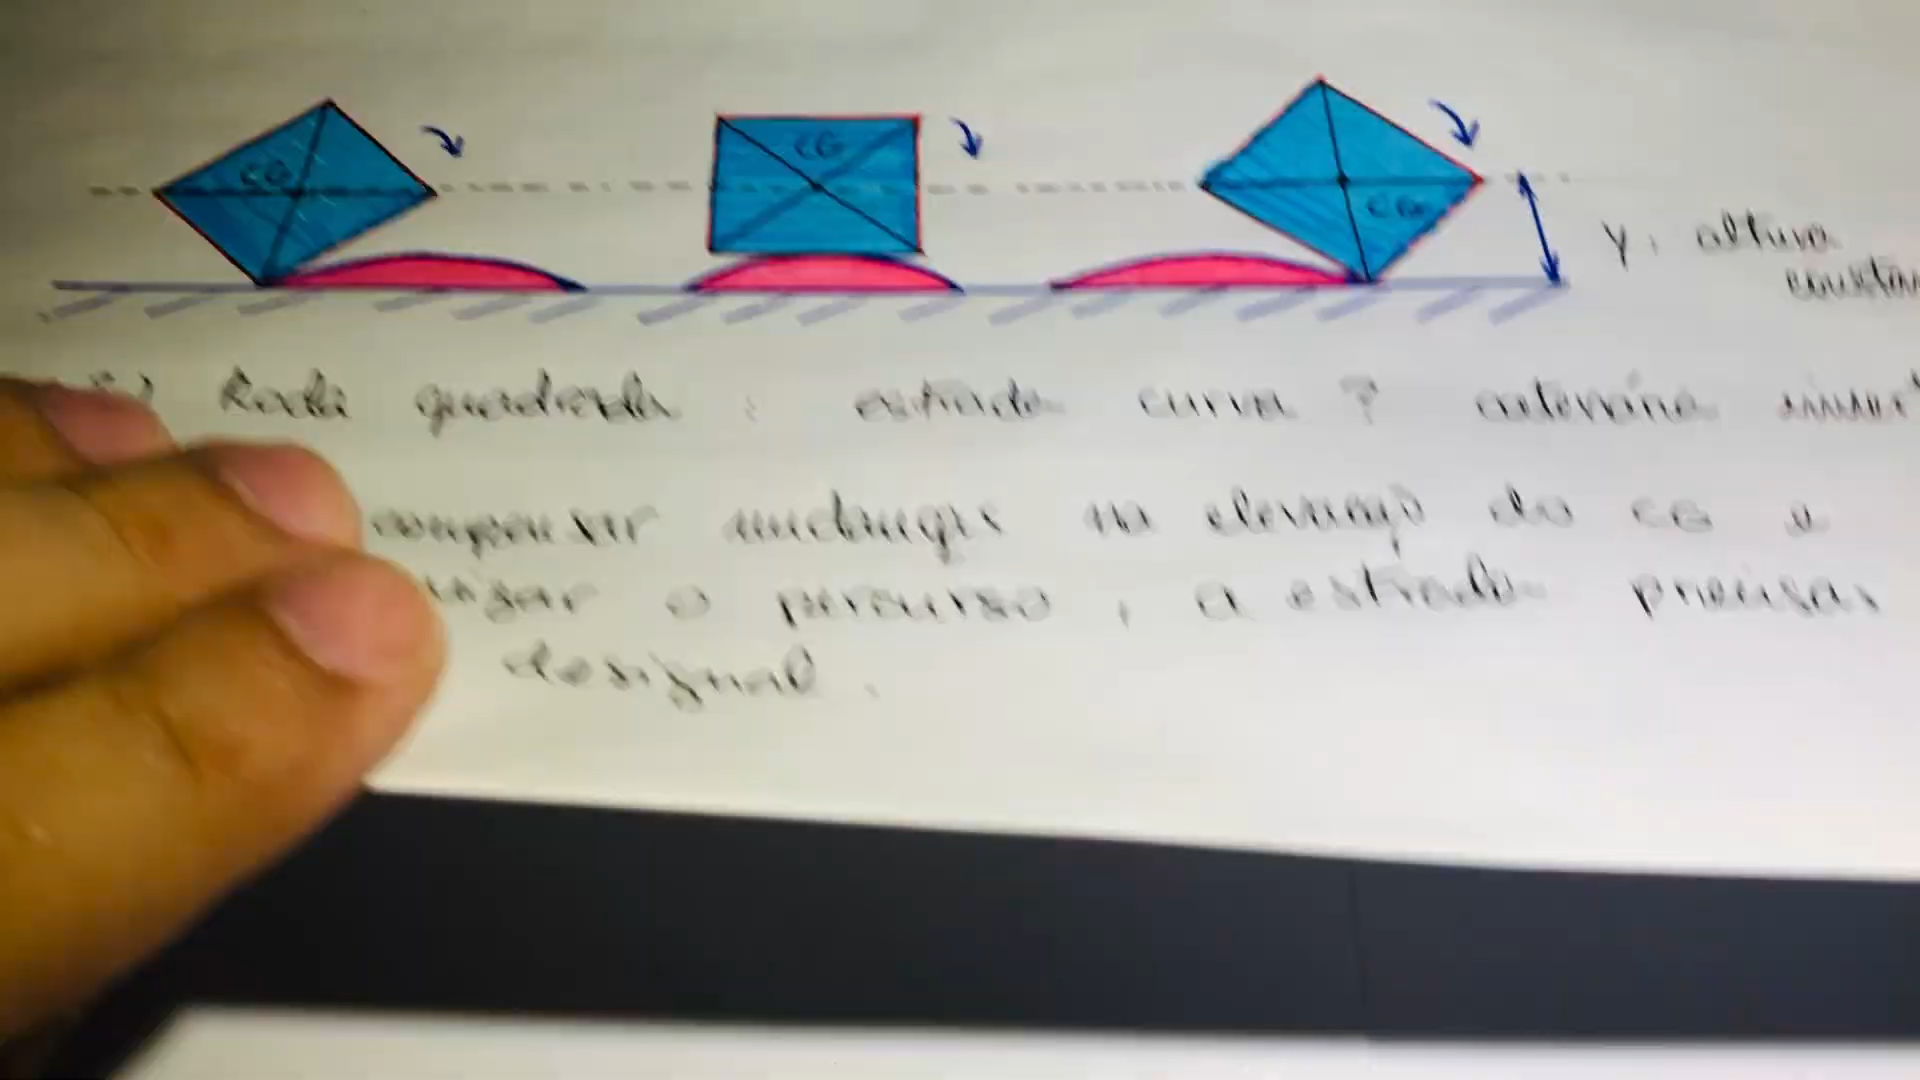 CG CG CG
y, altura
Roda quadrada : estrada curva ? catenária
compensar mudanças na elevação do CG e
o percurso, a estrada precisa
desigual.